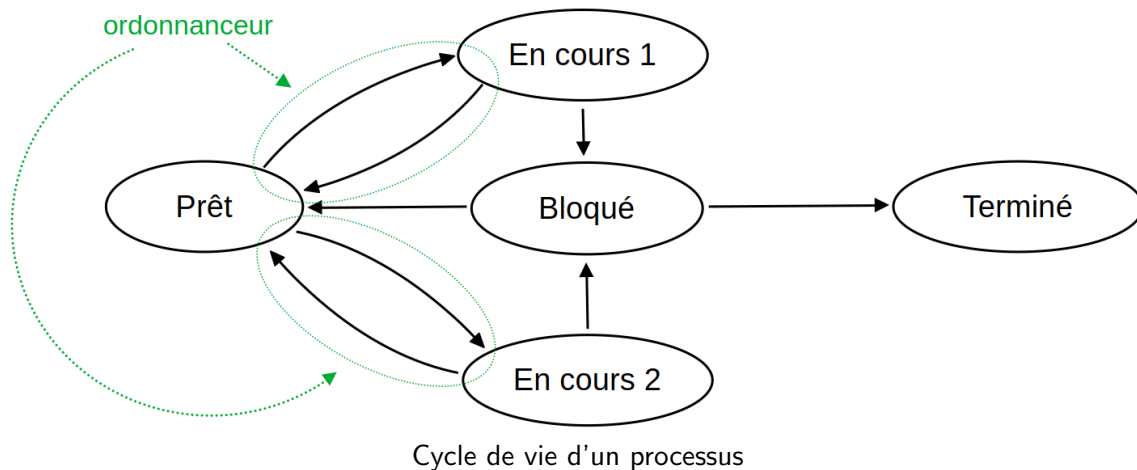 ordonnanceur
En cours 1
Prêt
Bloqué
Terminé
En cours 2
Cycle de vie d'un processus